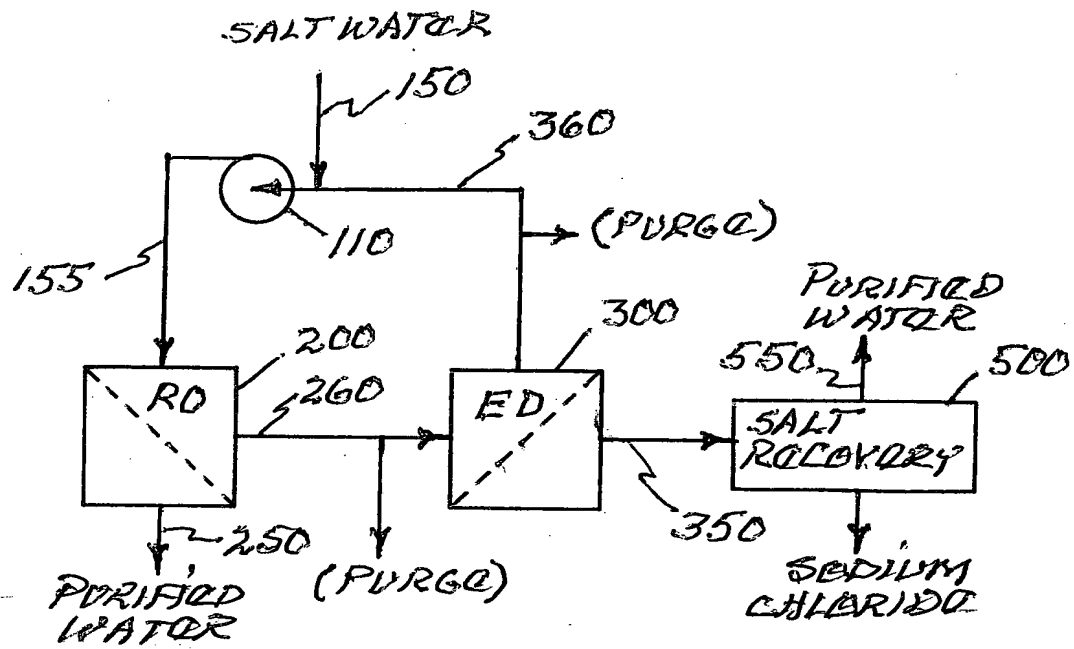 SALT WATER
150
360
110
(PURGE)
155
PURIFIED
WATER
300
200
550
500
RO
260
ED
SALT
RECOVERY
350
250
(PURGE)
PURIFIED
WATER
SODIUM
CHLORIDE